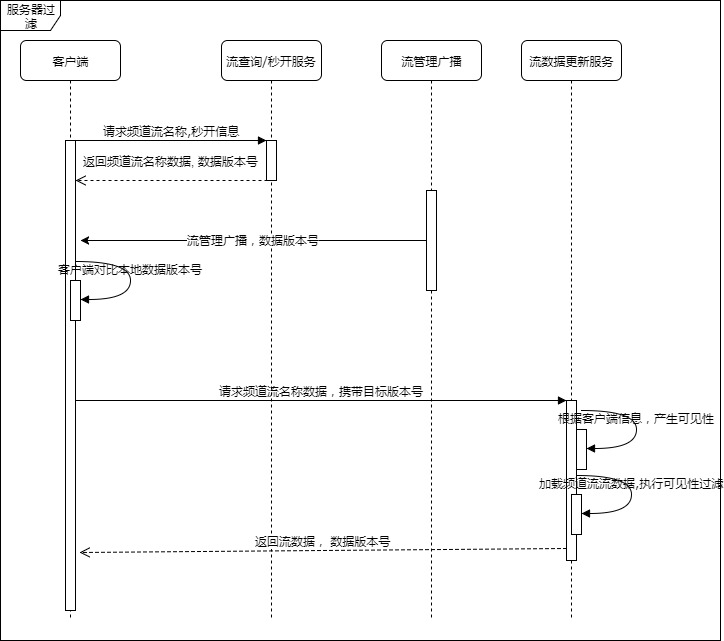 服务器过
滤
客户端
流查询/秒开服务
流管理广播
流数据更新服务
请求频道流名称,秒开信息
返回频道流名称数据, 数据版本号
流管理广播，数据版本号
客户端对比本地数据版本号
请求频道流名称数据，携带目标版本号
根据客户端信息，产生可见性
加载频道流流数据,执行可见性过滤
返回流数据， 数据版本号